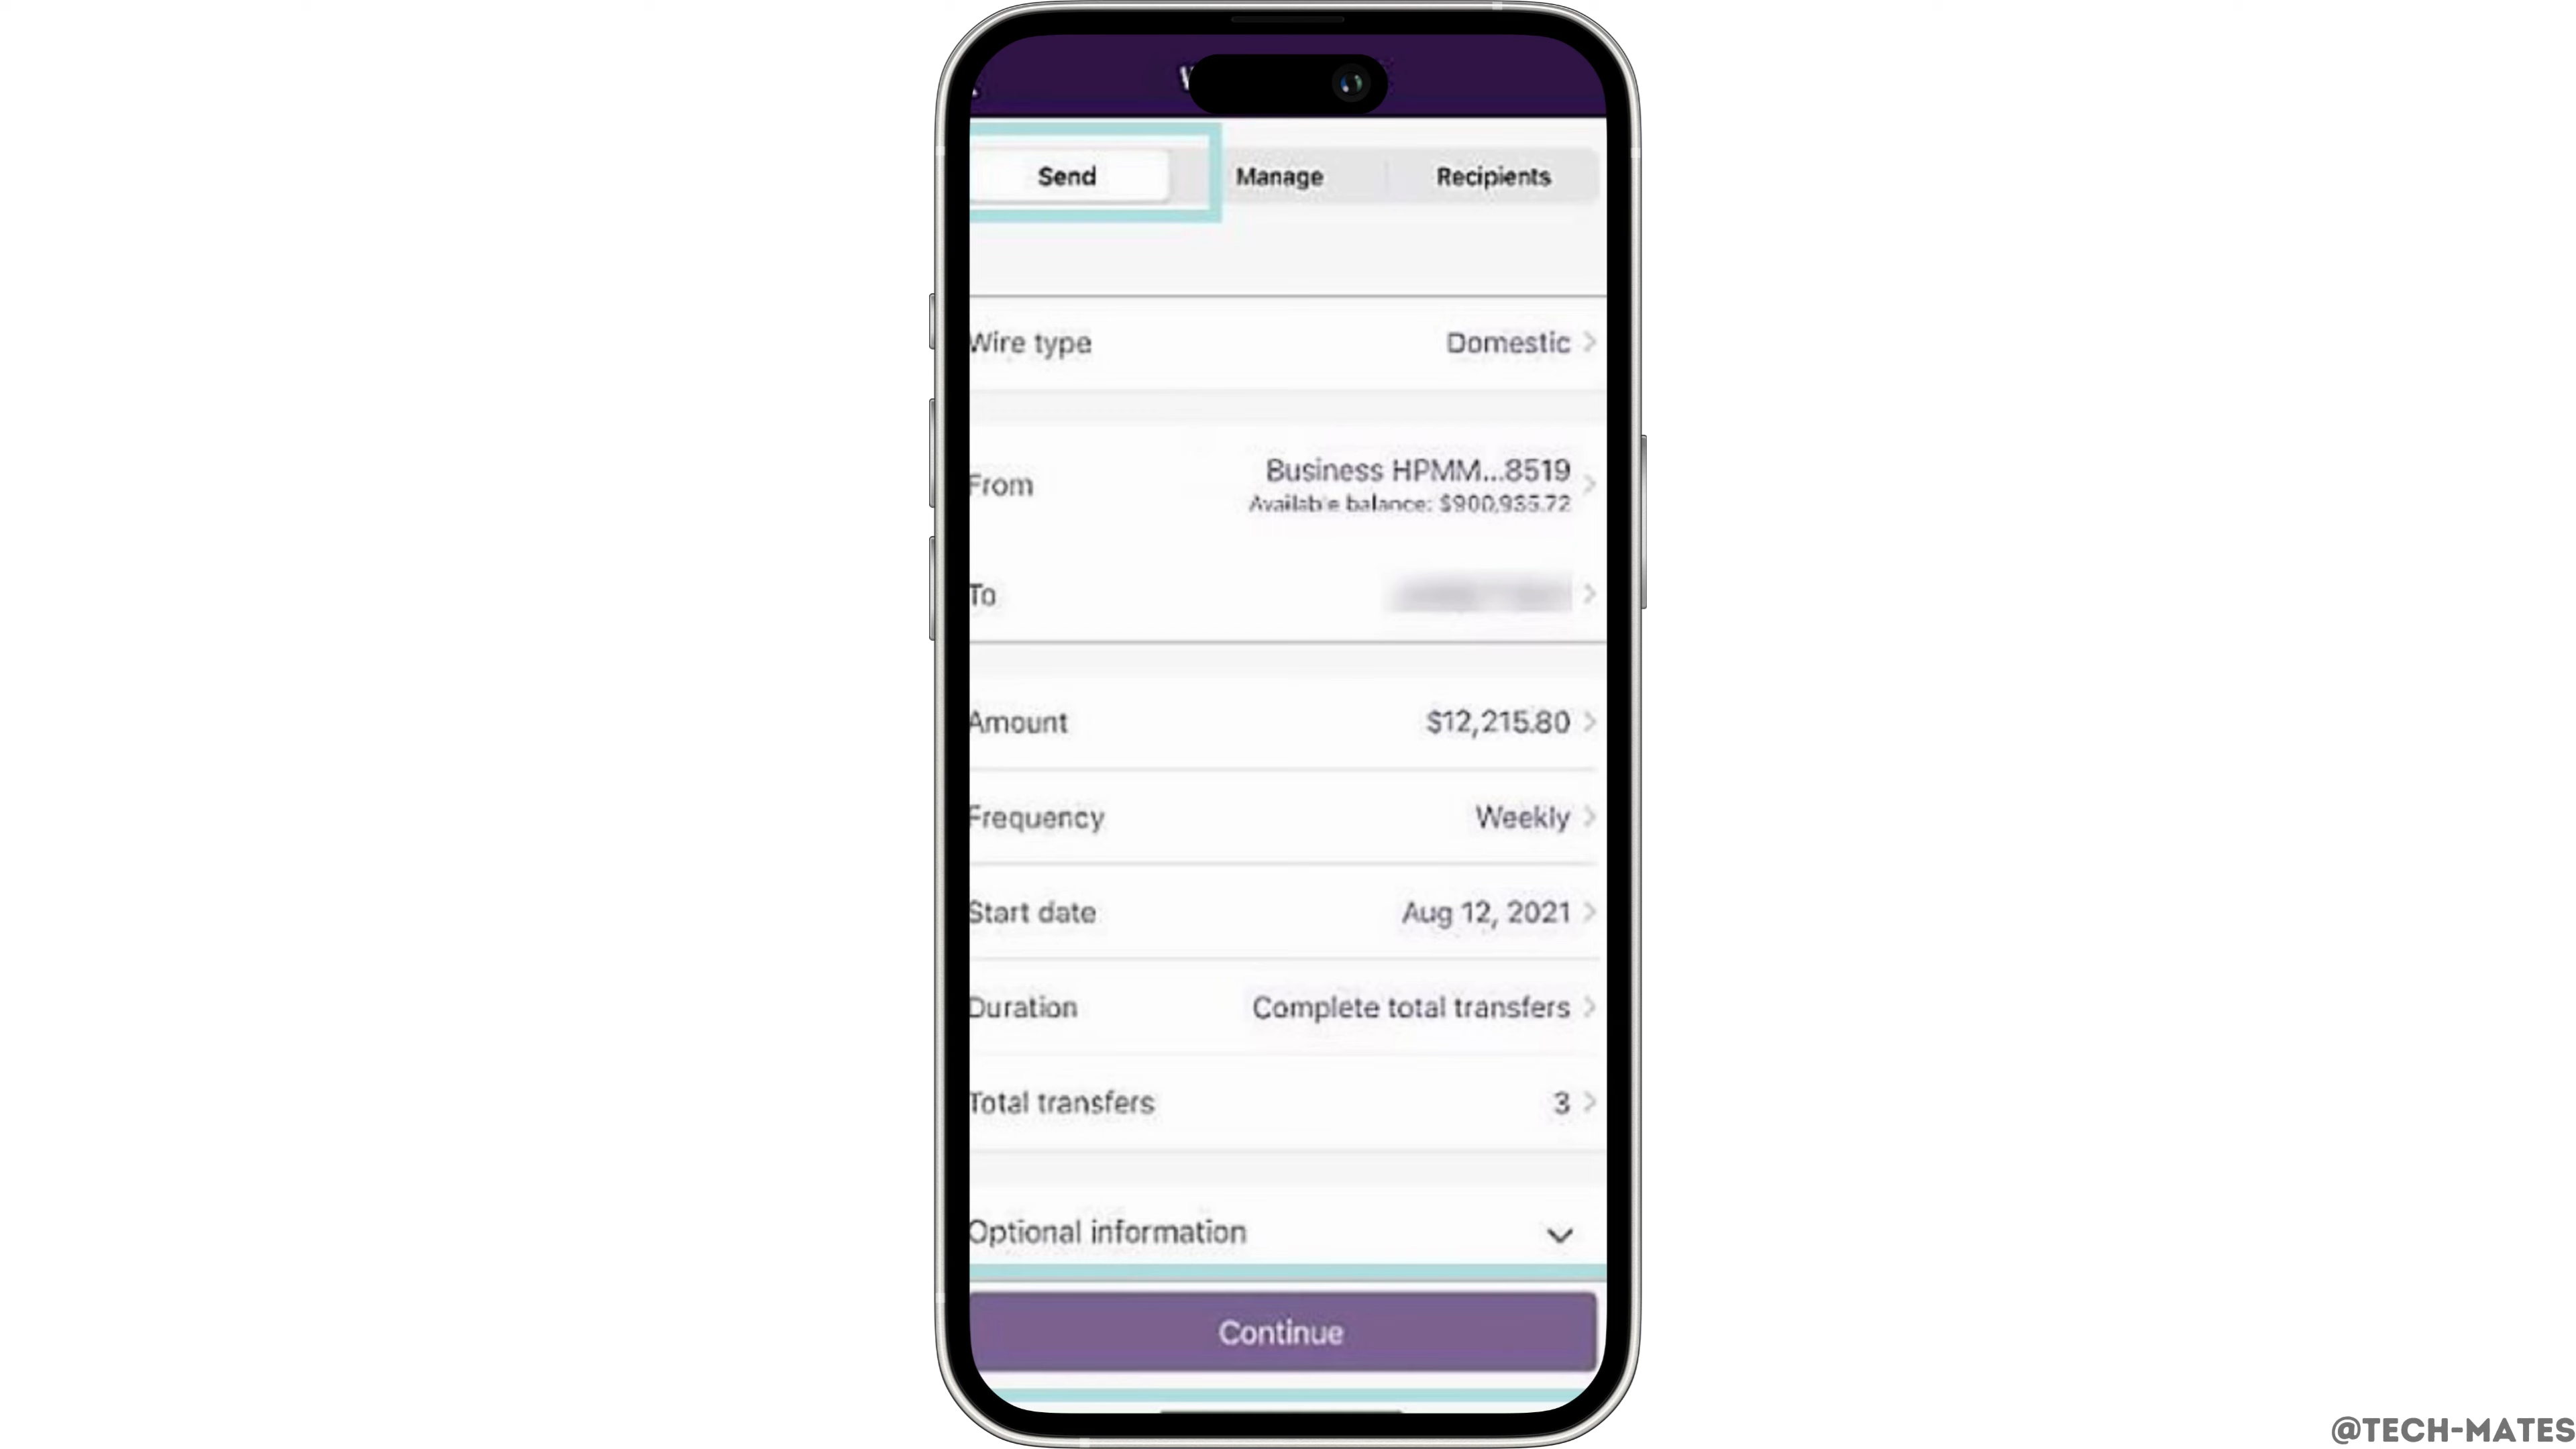 Send Manage Recipients
Wire type Domestic
From Business HPMM...8519
Available balance: $900,935.72
To
Amount $12,215.80
Frequency Weekly
Start date Aug 12, 2021
Duration Complete total transfers
Total transfers 3
Optional information
Continue
@TECH-MATES